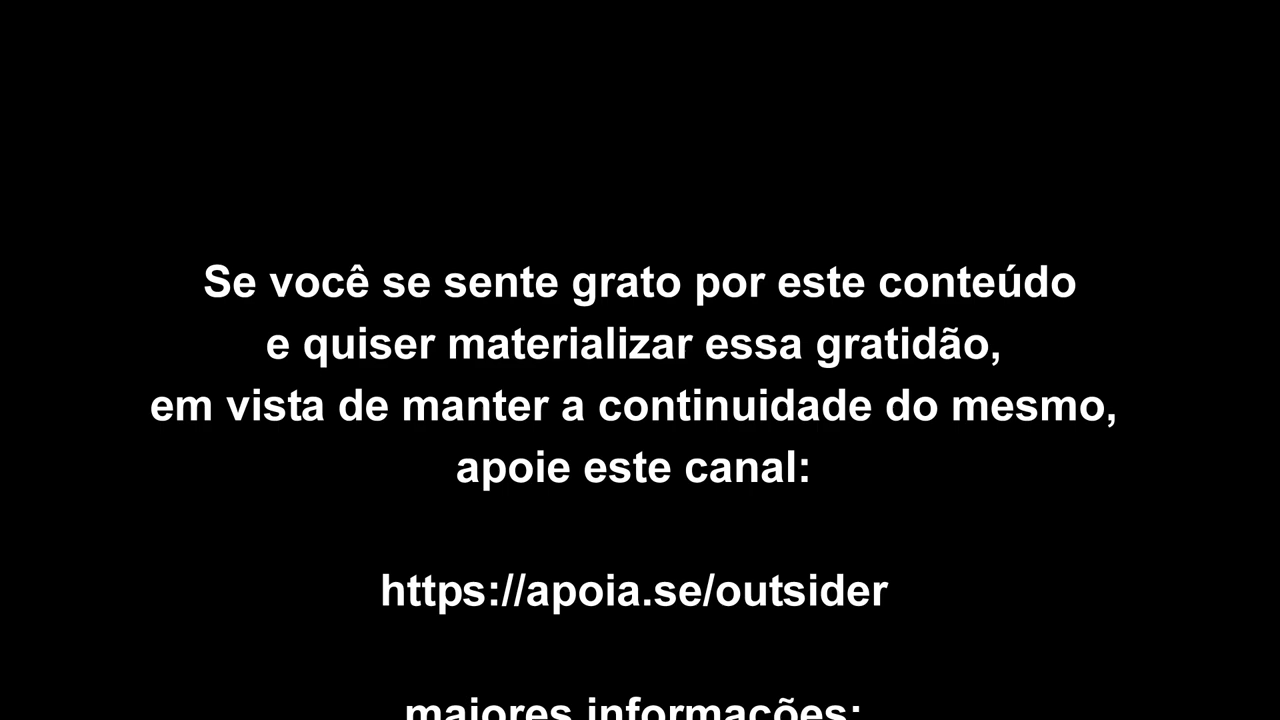 Se você se sente grato por este conteúdo
e quiser materializar essa gratidão,
em vista de manter a continuidade do mesmo,
apoie este canal:
https://apoia.se/outsider
maiores informações: